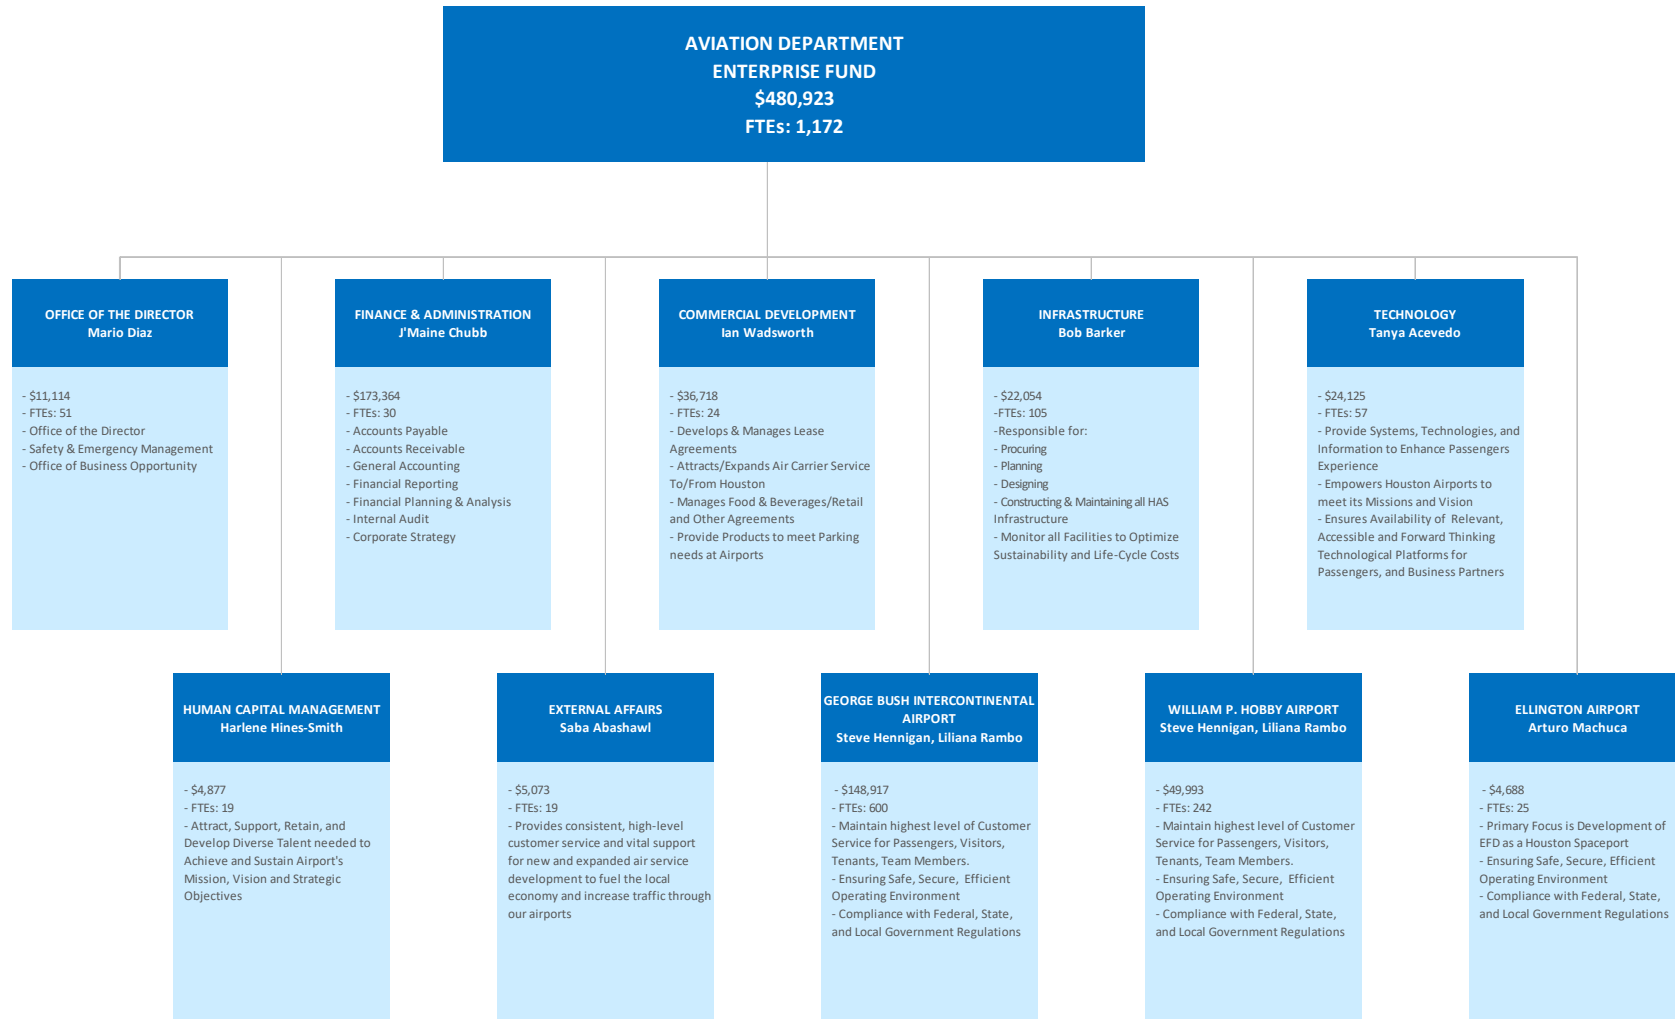 AVIATION DEPARTMENT
ENTERPRISE FUND
$480,923
FTEs: 1,172
OFFICE OF THE DIRECTOR
Mario Diaz
- $11,114
- FTEs: 51
- Office of the Director
- Safety & Emergency Management
- Office of Business Opportunity
FINANCE & ADMINISTRATION
J'Maine Chubb
- $173,364
- FTEs: 30
- Accounts Payable
- Accounts Receivable
- General Accounting
- Financial Reporting
- Financial Planning & Analysis
- Internal Audit
- Corporate Strategy
COMMERCIAL DEVELOPMENT
Ian Wadsworth
- $36,718
- FTEs: 24
- Develops & Manages Lease
Agreements
- Attracts/Expands Air Carrier Service
To/From Houston
- Manages Food & Beverages/Retail
and Other Agreements
- Provide Products to meet Parking
needs at Airports
INFRASTRUCTURE
Bob Barker
- $22,054
-FTEs: 105
-Responsible for:
- Procuring
- Planning
- Designing
- Constructing & Maintaining all HAS
Infrastructure
- Monitor all Facilities to Optimize
Sustainability and Life-Cycle Costs
TECHNOLOGY
Tanya Acevedo
- $24,125
- FTEs: 57
- Provide Systems, Technologies, and
Information to Enhance Passengers
Experience
- Empowers Houston Airports to
meet its Missions and Vision
- Ensures Availability of Relevant,
Accessible and Forward Thinking
Technological Platforms for
Passengers, and Business Partners
HUMAN CAPITAL MANAGEMENT
Harlene Hines-Smith
- $4,877
- FTEs: 19
- Attract, Support, Retain, and
Develop Diverse Talent needed to
Achieve and Sustain Airport's
Mission, Vision and Strategic
Objectives
EXTERNAL AFFAIRS
Saba Abashawl
- $5,073
- FTEs: 19
- Provides consistent, high-level
customer service and vital support
for new and expanded air service
development to fuel the local
economy and increase traffic through
our airports
GEORGE BUSH INTERCONTINENTAL
AIRPORT
Steve Hennigan, Liliana Rambo
- $148,917
- FTEs: 600
- Maintain highest level of Customer
Service for Passengers, Visitors,
Tenants, Team Members.
- Ensuring Safe, Secure, Efficient
Operating Environment
- Compliance with Federal, State,
and Local Government Regulations
WILLIAM P. HOBBY AIRPORT
Steve Hennigan, Liliana Rambo
- $49,993
- FTEs: 242
- Maintain highest level of Customer
Service for Passengers, Visitors,
Tenants, Team Members.
- Ensuring Safe, Secure, Efficient
Operating Environment
- Compliance with Federal, State,
and Local Government Regulations
ELLINGTON AIRPORT
Arturo Machuca
- $4,688
- FTEs: 25
- Primary Focus is Development of
EFD as a Houston Spaceport
- Ensuring Safe, Secure, Efficient
Operating Environment
- Compliance with Federal, State,
and Local Government Regulations